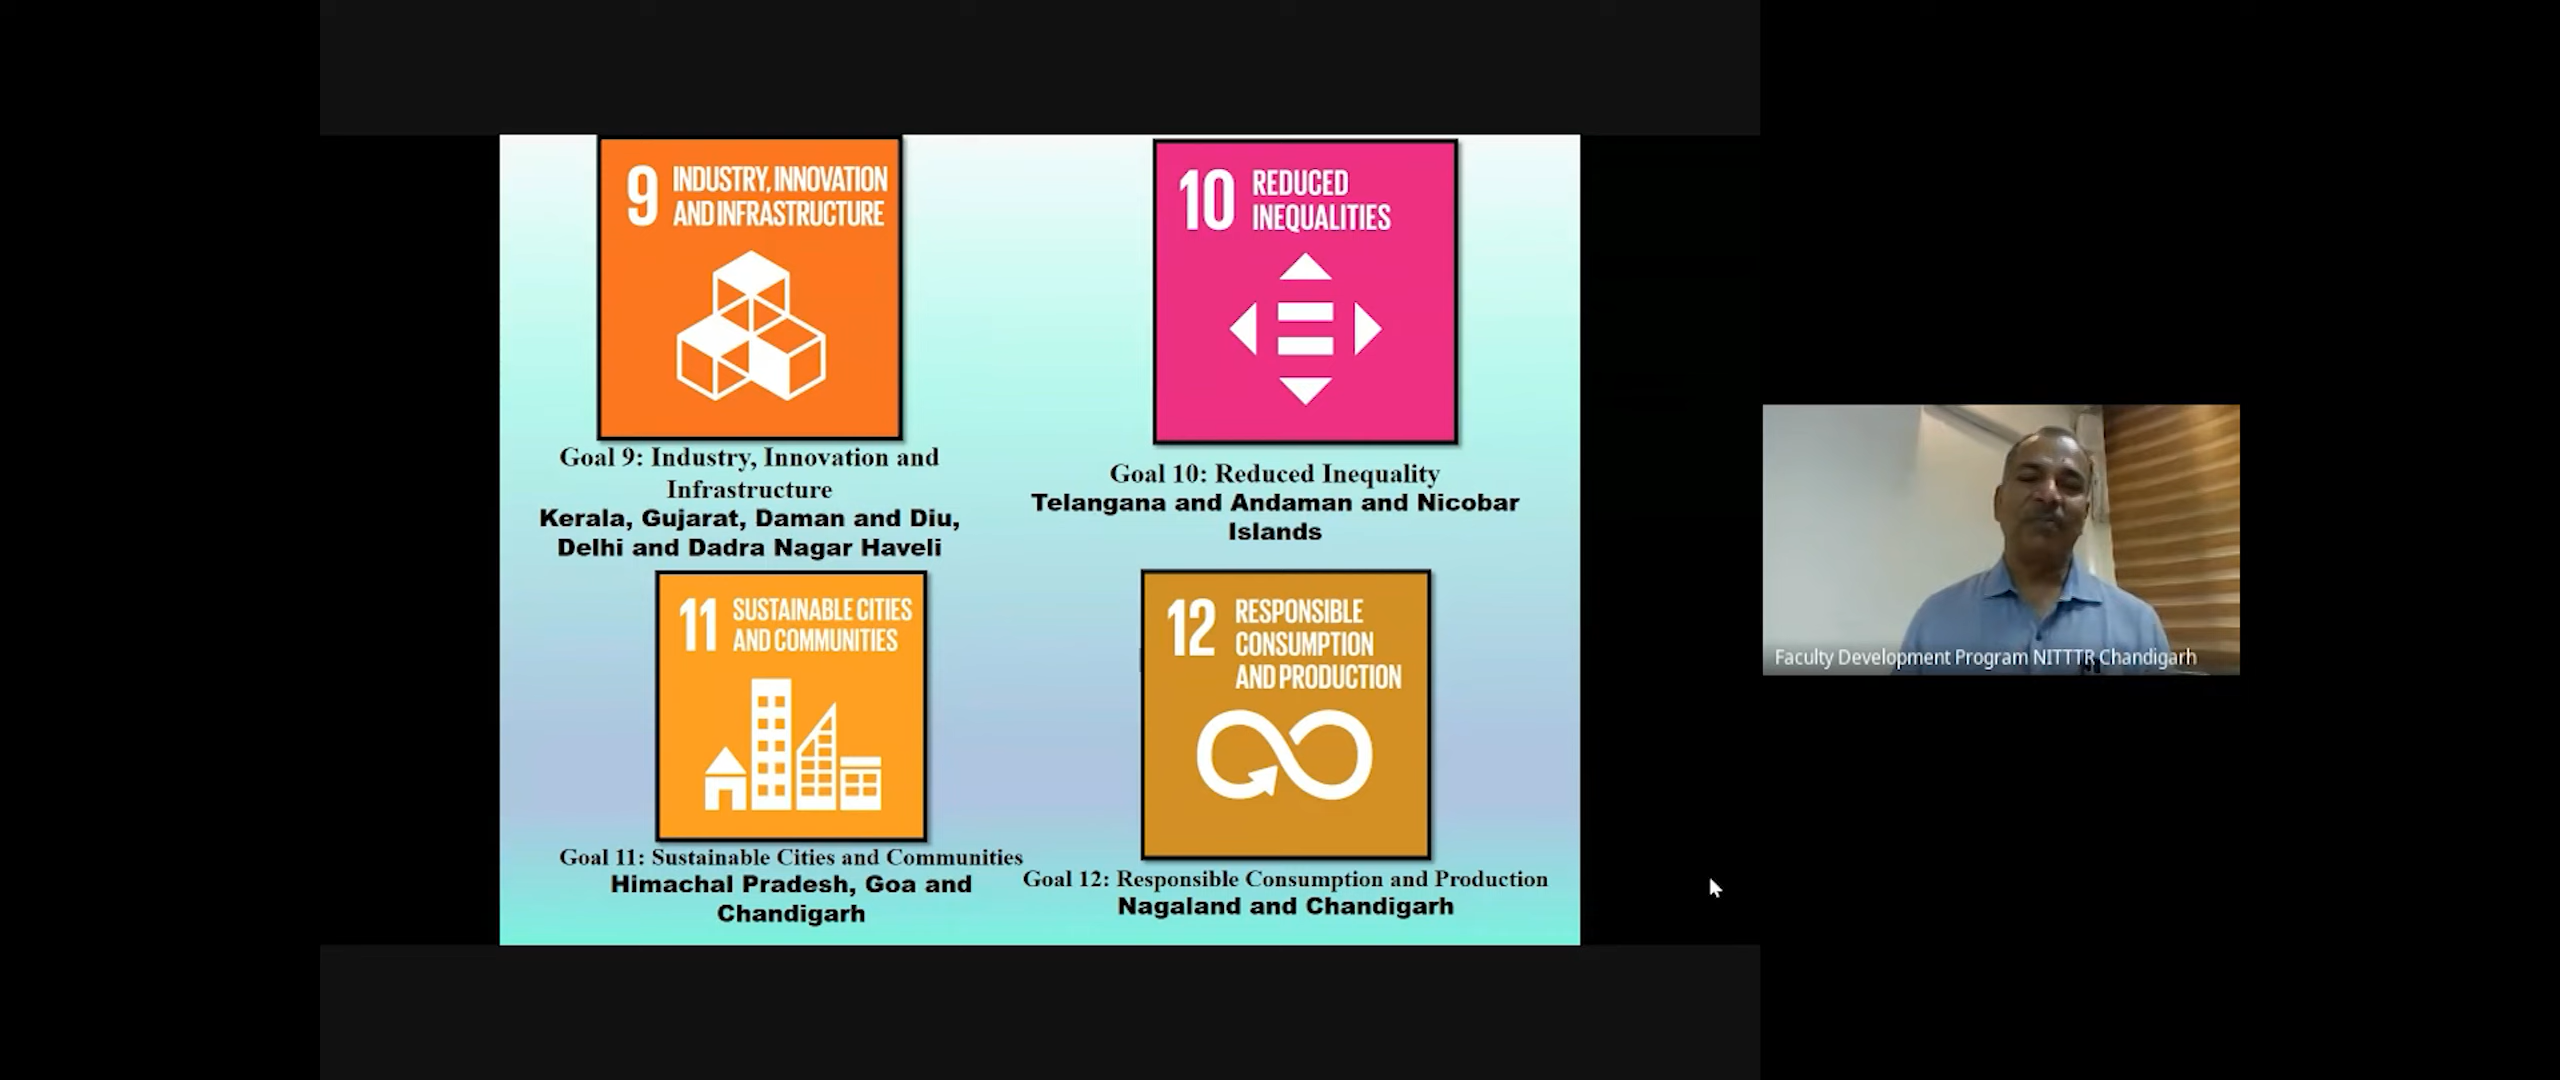 9 INDUSTRY, INNOVATION
AND INFRASTRUCTURE
Goal 9: Industry, Innovation and
Infrastructure
Kerala, Gujarat, Daman and Diu,
Delhi and Dadra Nagar Haveli
10 REDUCED
INEQUALITIES
Goal 10: Reduced Inequality
Telangana and Andaman and Nicobar
Islands
11 SUSTAINABLE CITIES
AND COMMUNITIES
Goal 11: Sustainable Cities and Communities
Himachal Pradesh, Goa and
Chandigarh
12 RESPONSIBLE
CONSUMPTION
AND PRODUCTION
Goal 12: Responsible Consumption and Production
Nagaland and Chandigarh
Faculty Development Program NITTTR Chandigarh